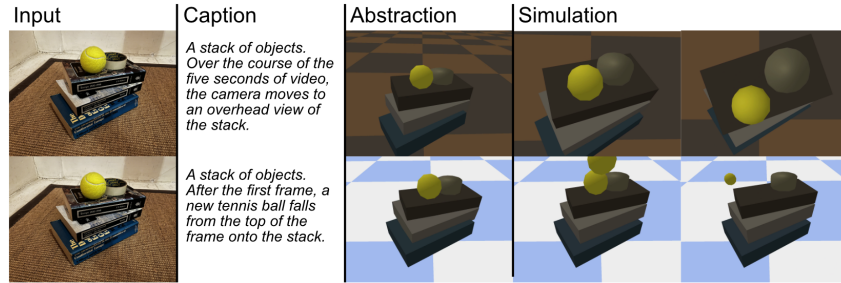 Input
Caption
Abstraction
Simulation
A stack of objects.
Over the course of the
five seconds of video,
the camera moves to
an overhead view of
the stack.
A stack of objects.
After the first frame, a
new tennis ball falls
from the top of the
frame onto the stack.